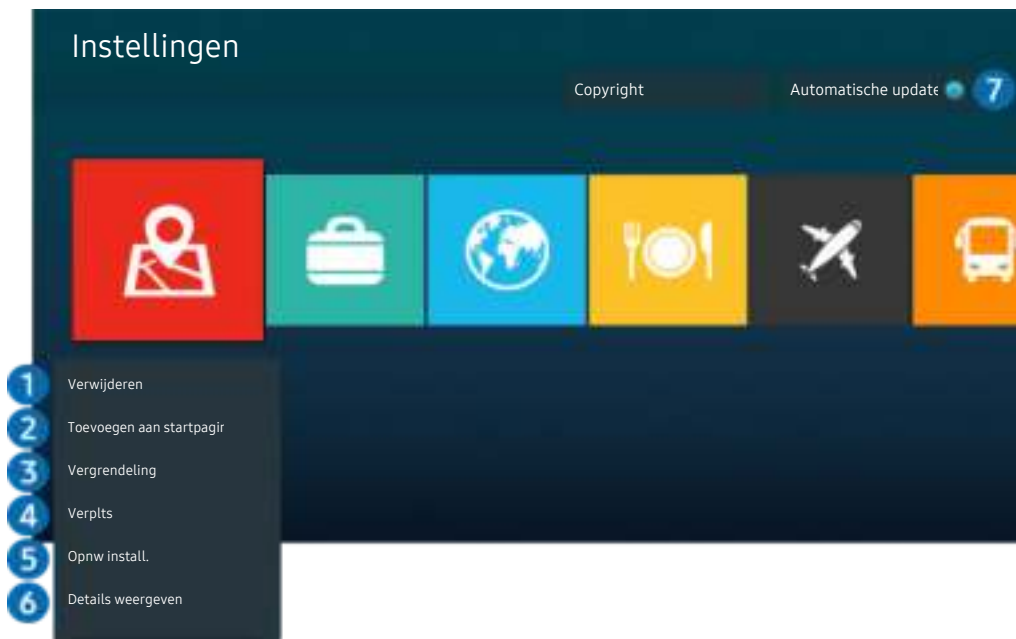 Instellingen
Copyright
Automatische update
7
1 Verwijderen
2 Toevoegen aan startpagir
3 Vergrendeling
4 Verplts
5 Opnw install.
6 Details weergeven